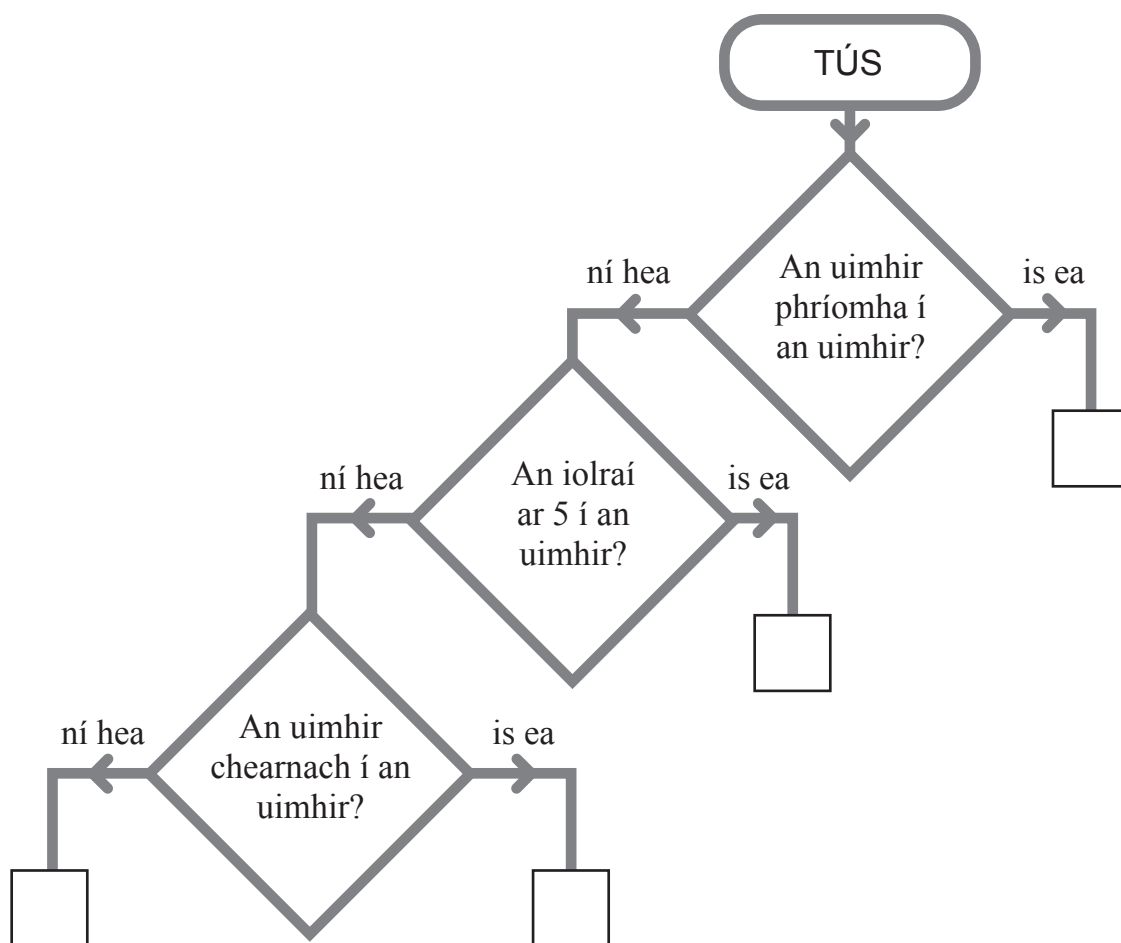 TÚS
An uimhir
phríomha í
an uimhir?
ní hea
is ea
An iolraí
ar 5 í an
uimhir?
ní hea
is ea
An uimhir
chearnach í an
uimhir?
ní hea
is ea